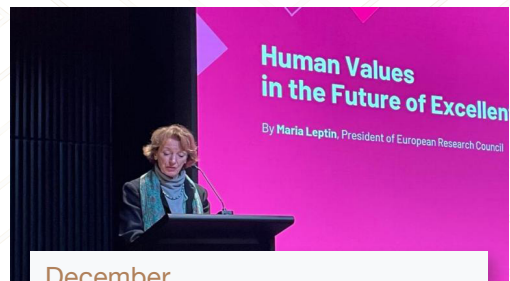 Human Values
in the Future of Excellen
By Maria Leptin, President of European Research Council
December